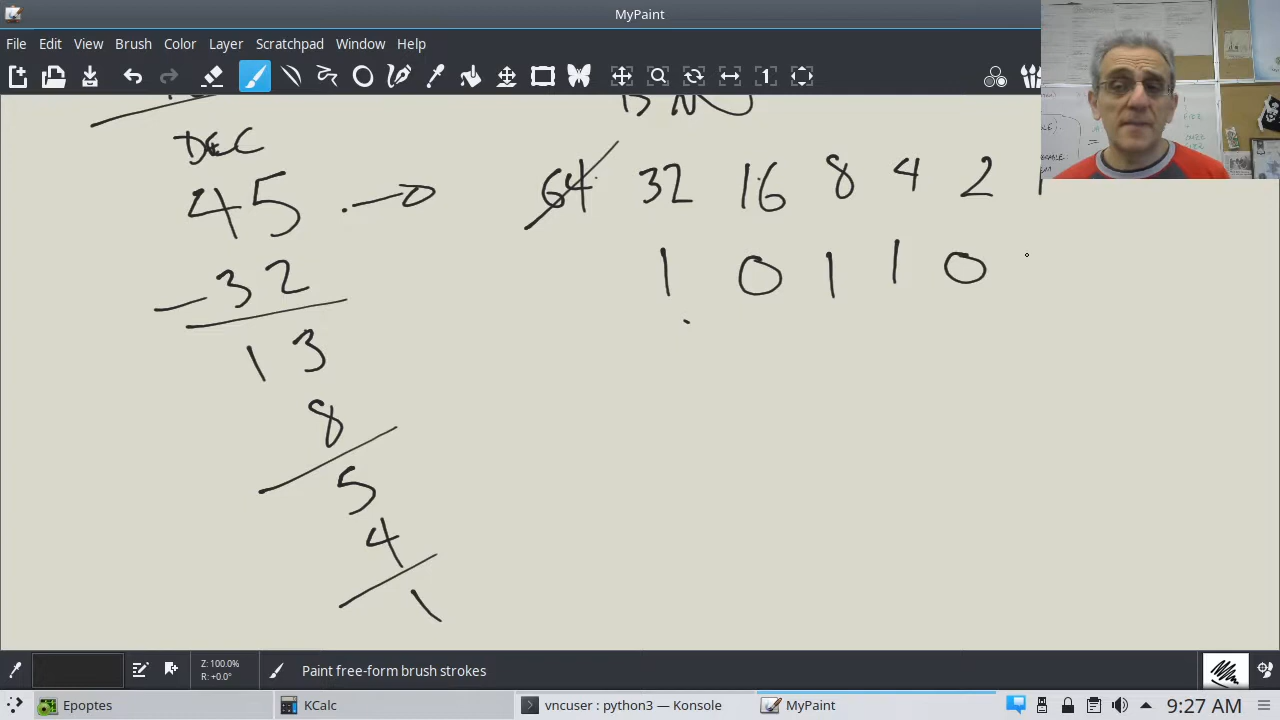 MyPaint
File Edit View Brush Color Layer Scratchpad Window Help
BIN
DEC
64 32 16 8 4 2 1
45
1 0 1 1 0
- 32
13
8
5
4
1
Z: 100.0%
R: +0.0°
Paint free-form brush strokes
Epoptes
KCalc
vncuser : python3 — Konsole
MyPaint
9:27 AM